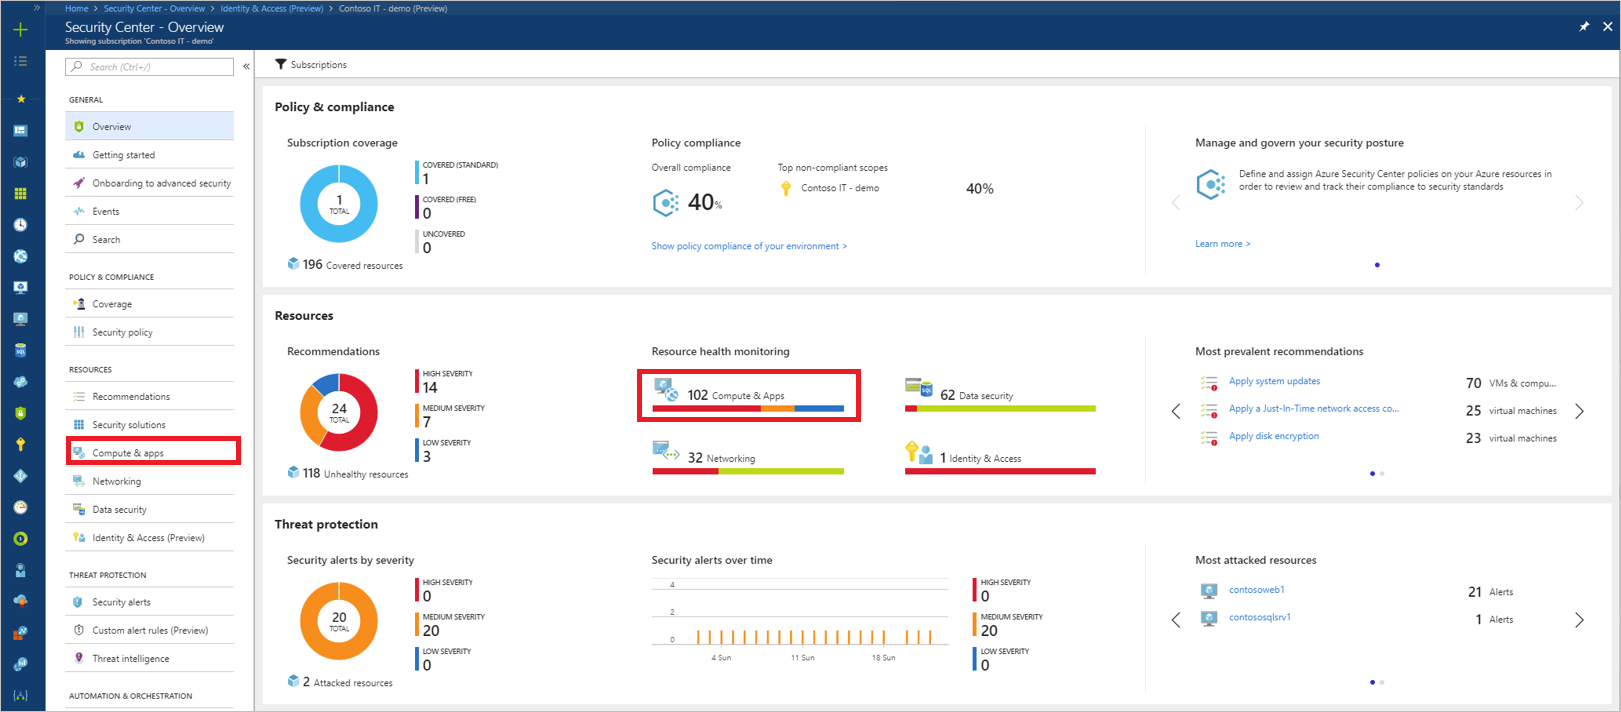 Home > Security Center - Overview > Identity & Access (Preview) > Contoso IT - demo (Preview)
Security Center - Overview
Showing subscription 'Contoso IT - demo'
Search (Ctrl+/)
GENERAL
Overview
Getting started
Onboarding to advanced security
Events
Search
POLICY & COMPLIANCE
Coverage
Security policy
RESOURCES
Recommendations
Security solutions
Compute & apps
Networking
Data security
Identity & Access (Preview)
THREAT PROTECTION
Security alerts
Custom alert rules (Preview)
Threat intelligence
AUTOMATION & ORCHESTRATION
Subscriptions
Policy & compliance
Subscription coverage
1
TOTAL
COVERED (STANDARD)
1
COVERED (FREE)
0
UNCOVERED
0
196 Covered resources
Policy compliance
Overall compliance
40%
Top non-compliant scopes
Contoso IT - demo 40%
Show policy compliance of your environment >
Manage and govern your security posture
Define and assign Azure Security Center policies on your Azure resources in
order to review and track their compliance to security standards
Learn more >
Resources
Recommendations
24
TOTAL
HIGH SEVERITY
14
MEDIUM SEVERITY
7
LOW SEVERITY
3
118 Unhealthy resources
Resource health monitoring
102 Compute & Apps
62 Data security
32 Networking
1 Identity & Access
Most prevalent recommendations
Apply system updates 70 VMs & compu...
Apply a Just-In-Time network access co... 25 virtual machines
Apply disk encryption 23 virtual machines
Threat protection
Security alerts by severity
20
TOTAL
HIGH SEVERITY
0
MEDIUM SEVERITY
20
LOW SEVERITY
0
2 Attacked resources
Security alerts over time
4
2
0
4 Sun 11 Sun 18 Sun
HIGH SEVERITY
0
MEDIUM SEVERITY
20
LOW SEVERITY
0
Most attacked resources
contosoweb1 21 Alerts
contososqlsrv1 1 Alerts